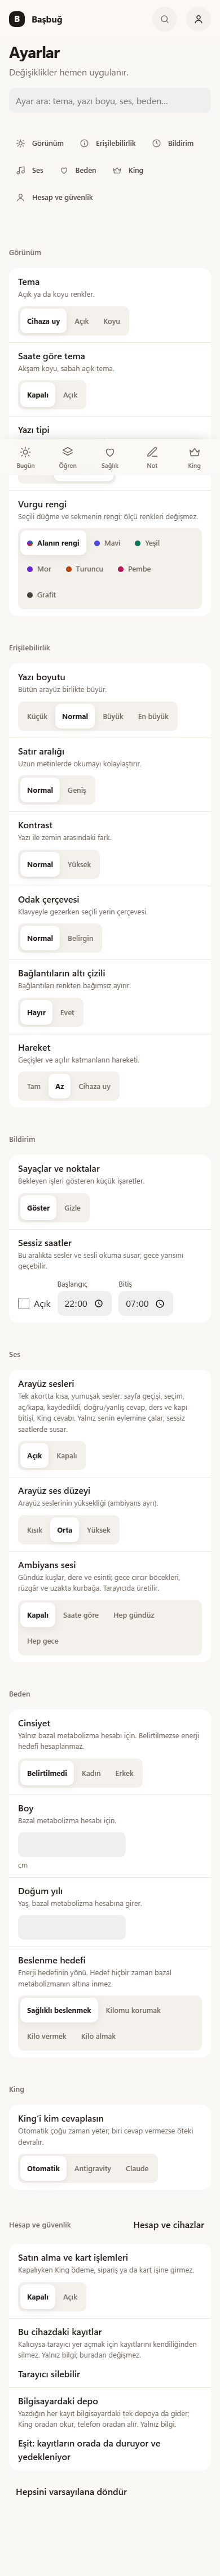 B Başbuğ
Ayarlar
Değişiklikler hemen uygulanır.
Ayar ara: tema, yazı boyu, ses, beden...
Görünüm Erişilebilirlik Bildirim
Ses Beden King
Hesap ve güvenlik
Görünüm
Tema
Açık ya da koyu renkler.
Cihaza uy Açık Koyu
Saate göre tema
Akşam koyu, sabah açık tema.
Kapalı Açık
Yazı tipi
Bugün Öğren Sağlık Not King
Vurgu rengi
Seçili düğme ve sekmenin rengi; ölçü renkleri değişmez.
Alanın rengi Mavi Yeşil
Mor Turuncu Pembe
Grafit
Erişilebilirlik
Yazı boyutu
Bütün arayüz birlikte büyür.
Küçük Normal Büyük En büyük
Satır aralığı
Uzun metinlerde okumayı kolaylaştırır.
Normal Geniş
Kontrast
Yazı ile zemin arasındaki fark.
Normal Yüksek
Odak çerçevesi
Klavyeyle gezerken seçili yerin çerçevesi.
Normal Belirgin
Bağlantıların altı çizili
Bağlantıları renkten bağımsız ayırır.
Hayır Evet
Hareket
Geçişler ve açılır katmanların hareketi.
Tam Az Cihaza uy
Bildirim
Sayaçlar ve noktalar
Bekleyen işleri gösteren küçük işaretler.
Göster Gizle
Sessiz saatler
Bu aralıkta sesler ve sesli okuma susar; gece yarısını
geçebilir.
Başlangıç Bitiş
Açık 22:00 07:00
Ses
Arayüz sesleri
Tek akortta kısa, yumuşak sesler: sayfa geçişi, seçim,
aç/kapa, kaydedildi, doğru/yanlış cevap, ders ve kapı
bitişi, King cevabı. Yalnız senin eylemine çalar; sessiz
saatlerde susar.
Açık Kapalı
Arayüz ses düzeyi
Arayüz seslerinin yüksekliği (ambiyans ayrı).
Kısık Orta Yüksek
Ambiyans sesi
Gündüz kuşlar, dere ve esinti; gece cırcır böcekleri,
rüzgâr ve uzakta kurbağa. Tarayıcıda üretilir.
Kapalı Saate göre Hep gündüz
Hep gece
Beden
Cinsiyet
Yalnız bazal metabolizma hesabı için. Belirtilmezse enerji
hedefi hesaplanmaz.
Belirtilmedi Kadın Erkek
Boy
Bazal metabolizma hesabı için.
cm
Doğum yılı
Yaş, bazal metabolizma hesabına girer.
Beslenme hedefi
Enerji hedefinin yönü. Hedef hiçbir zaman bazal
metabolizmanın altına inmez.
Sağlıklı beslenmek Kilomu korumak
Kilo vermek Kilo almak
King
King'i kim cevaplasın
Otomatik çoğu zaman yeter; biri cevap vermezse öteki
devralır.
Otomatik Antigravity Claude
Hesap ve güvenlik Hesap ve cihazlar
Satın alma ve kart işlemleri
Kapalıyken King ödeme, sipariş ya da kart işine girmez.
Kapalı Açık
Bu cihazdaki kayıtlar
Kalıcıysa tarayıcı yer açmak için kayıtlarını kendiliğinden
silmez. Yalnız bilgi; buradan değişmez.
Tarayıcı silebilir
Bilgisayardaki depo
Yazdığın her kayıt bilgisayardaki tek depoya da gider;
King oradan okur, telefon oradan alır. Yalnız bilgi.
Eşit: kayıtların orada da duruyor ve
yedekleniyor
Hepsini varsayılana döndür